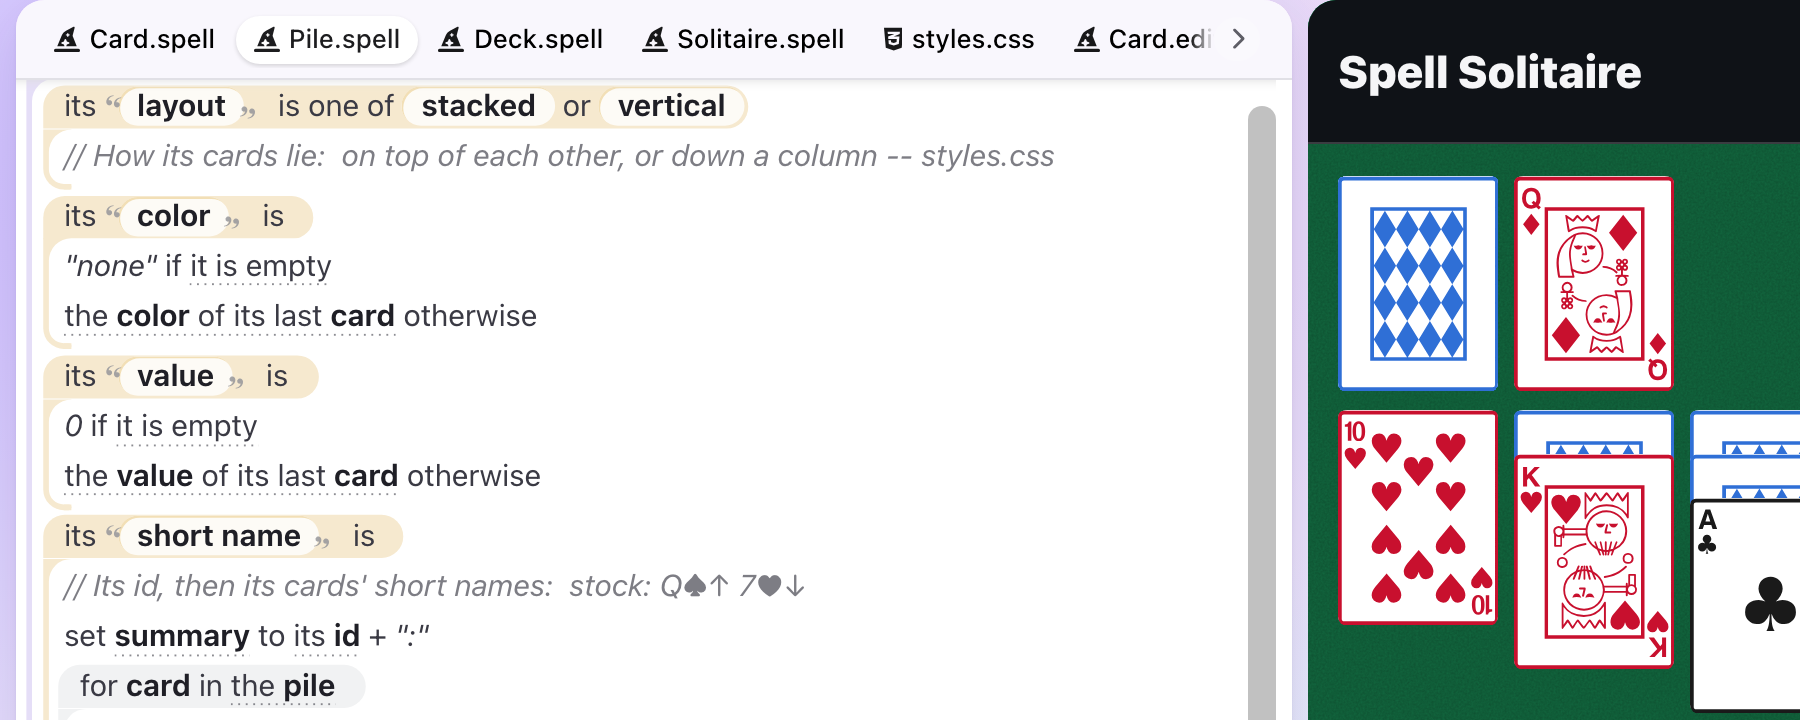 Card.spell Pile.spell Deck.spell Solitaire.spell styles.css Card.edi
its “layout” is one of stacked or vertical
// How its cards lie: on top of each other, or down a column -- styles.css
its “color” is
"none" if it is empty
the color of its last card otherwise
its “value” is
0 if it is empty
the value of its last card otherwise
its “short name” is
// Its id, then its cards' short names: stock: Q♠↑ 7♥↓
set summary to its id + ":"
for card in the pile
Spell Solitaire
Q
Q
10
10
K
K
A